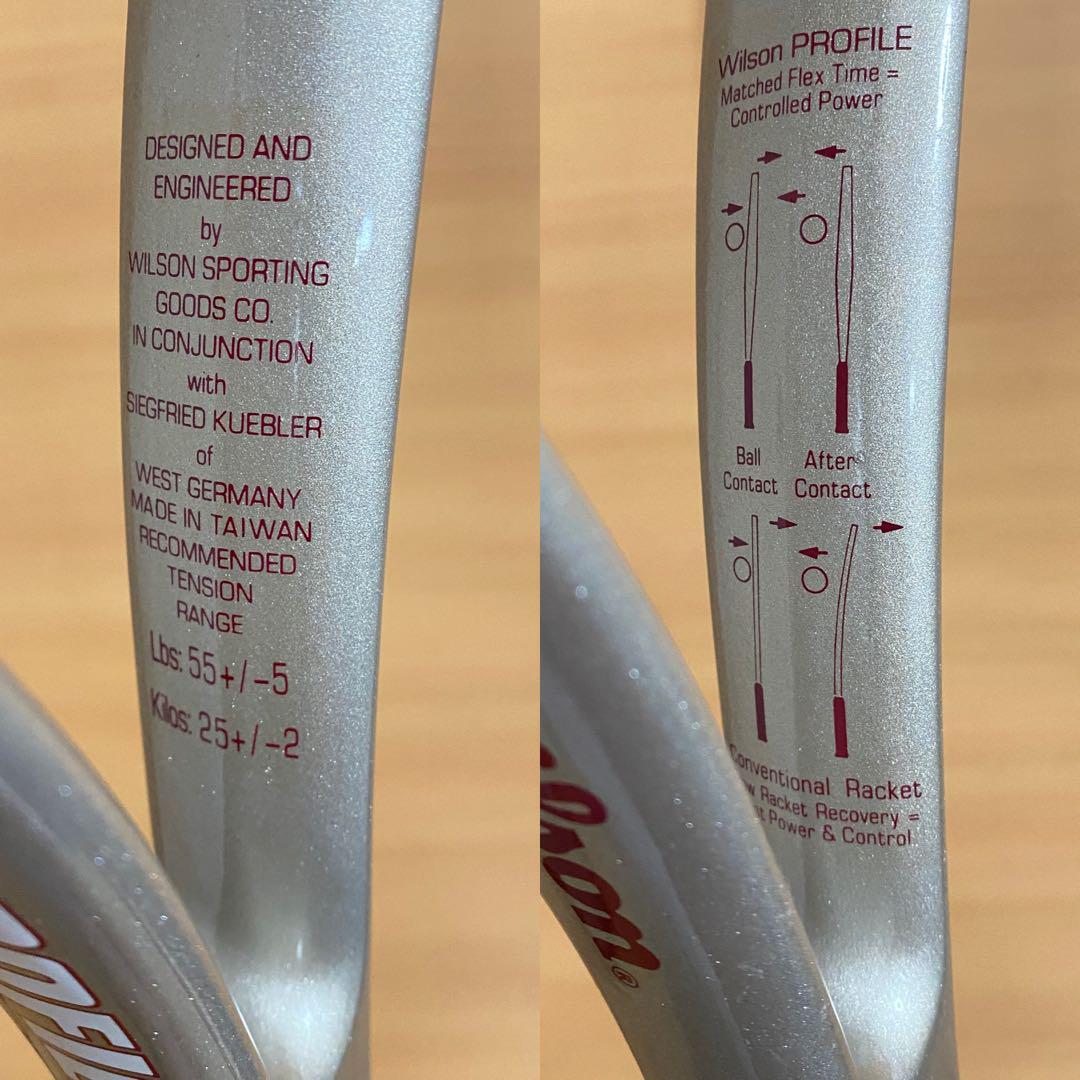 DESIGNED AND
ENGINEERED
by
WILSON SPORTING
GOODS CO.
IN CONJUNCTION
with
SIEGFRIED KUEBLER
of
WEST GERMANY
MADE IN TAIWAN
RECOMMENDED
TENSION
RANGE
Lbs: 55+/-5
Kilos: 25+/-2
Wilson PROFILE
Matched Flex Time =
Controlled Power
Ball Contact
After Contact
Conventional Racket
Racket Recovery =
Power & Control